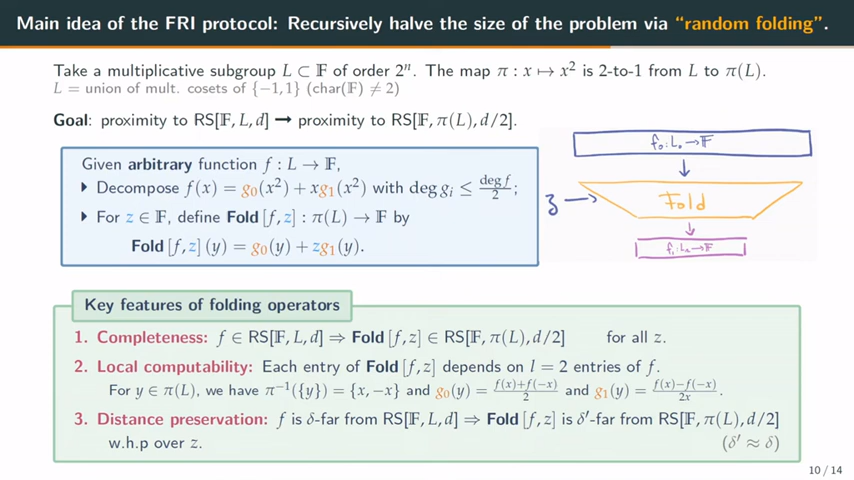 Main idea of the FRI protocol: Recursively halve the size of the problem via “random folding”.
Take a multiplicative subgroup L ⊂ 𝔽 of order 2ⁿ. The map π : x ↦ x² is 2-to-1 from L to π(L).
L = union of mult. cosets of {−1, 1} (char(𝔽) ≠ 2)
Goal: proximity to RS[𝔽, L, d] ➞ proximity to RS[𝔽, π(L), d/2].
Given arbitrary function f : L → 𝔽,
▶ Decompose f(x) = g₀(x²) + xg₁(x²) with deg gᵢ ≤ deg f/2;
▶ For z ∈ 𝔽, define Fold [f, z] : π(L) → 𝔽 by
Fold [f, z] (y) = g₀(y) + zg₁(y).
f₀ : L₀ → 𝔽
z
Fold
f₁ : L₁ → 𝔽
Key features of folding operators
1. Completeness: f ∈ RS[𝔽, L, d] ⇒ Fold [f, z] ∈ RS[𝔽, π(L), d/2] for all z.
2. Local computability: Each entry of Fold [f, z] depends on l = 2 entries of f.
For y ∈ π(L), we have π⁻¹({y}) = {x, −x} and g₀(y) = f(x)+f(−x)/2 and g₁(y) = f(x)−f(−x)/2x.
3. Distance preservation: f is δ-far from RS[𝔽, L, d] ⇒ Fold [f, z] is δ′-far from RS[𝔽, π(L), d/2]
w.h.p over z. (δ′ ≈ δ)
10 / 14